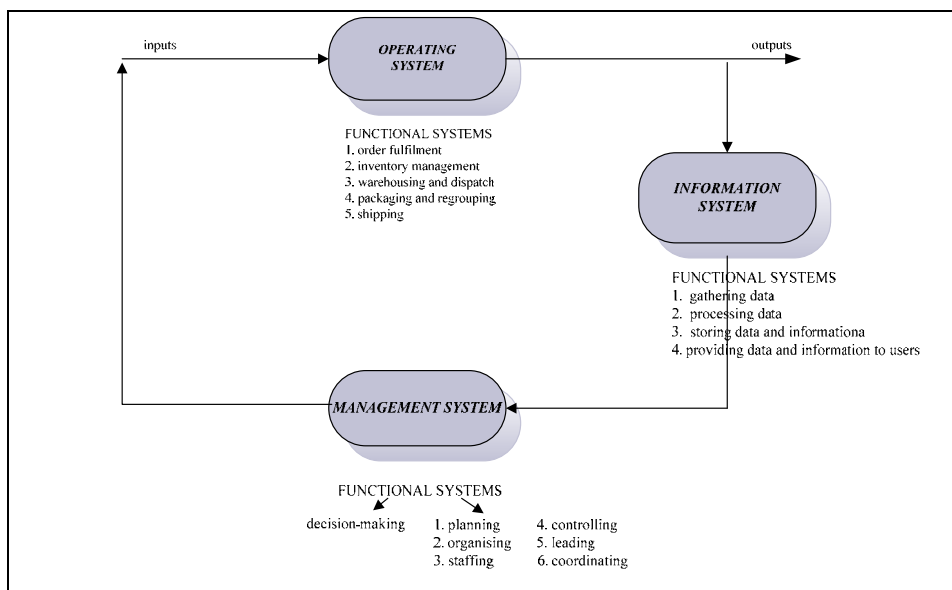 inputs
OPERATING
SYSTEM
outputs
FUNCTIONAL SYSTEMS
1. order fulfilment
2. inventory management
3. warehousing and dispatch
4. packaging and regrouping
5. shipping
INFORMATION
SYSTEM
FUNCTIONAL SYSTEMS
1. gathering data
2. processing data
3. storing data and informationa
4. providing data and information to users
MANAGEMENT SYSTEM
FUNCTIONAL SYSTEMS
decision-making
1. planning
2. organising
3. staffing
4. controlling
5. leading
6. coordinating